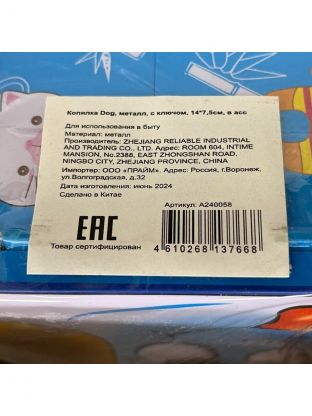 Копилка Dog, металл, с ключом, 14*7,5см, в асс
Для использования в быту
Материал: металл
Производитель: ZHEJIANG RELIABLE INDUSTRIAL
AND TRADING CO., LTD. Адрес: ROOM 604, INTIME
MANSION, No.2388, EAST ZHONGSHAN ROAD,
NINGBO CITY, ZHEJIANG PROVINCE, CHINA
Импортер: ООО «ПРАЙМ» Адрес: Россия, г.Воронеж,
ул.Волгоградская, д.32
Дата изготовления: июнь 2024
Сделано в Китае
Артикул: A240058
EAC
Товар сертифицирован
4 610268 137668